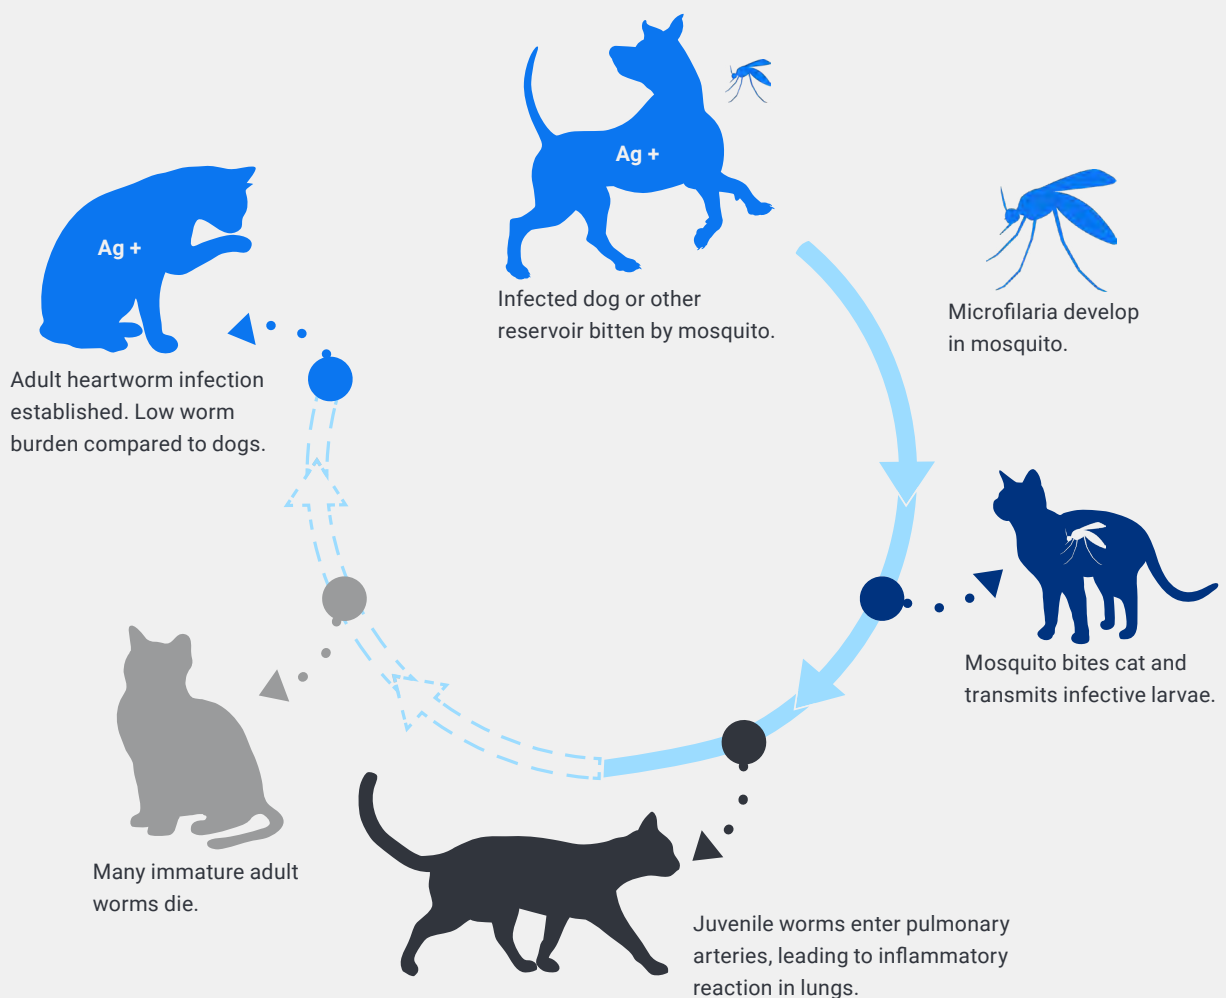 Ag +
Infected dog or other
reservoir bitten by mosquito.
Microfilaria develop
in mosquito.
Mosquito bites cat and
transmits infective larvae.
Juvenile worms enter pulmonary
arteries, leading to inflammatory
reaction in lungs.
Many immature adult
worms die.
Ag +
Adult heartworm infection
established. Low worm
burden compared to dogs.